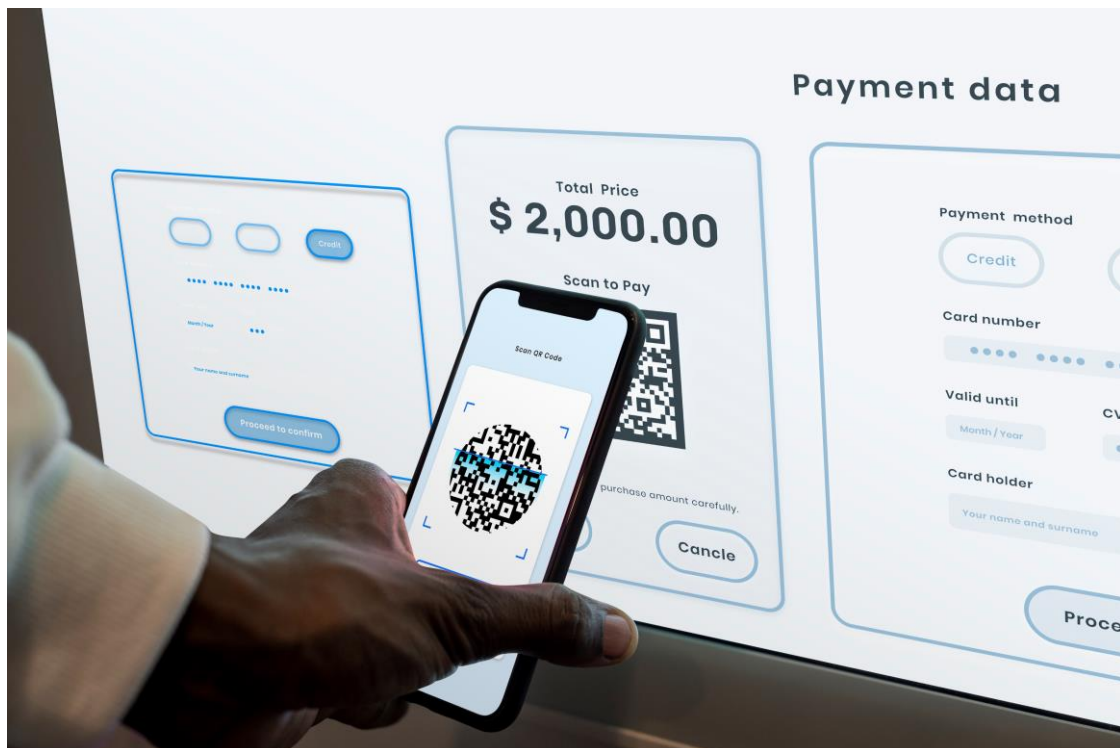 Payment data
Credit
•••• •••• •••• ••••
Month / Year •••
Your name and surname
Proceed to confirm
Total Price
$ 2,000.00
Scan to Pay
purchase amount carefully.
Cancle
Scan QR Code
Payment method
Credit
Card number
•••• ••••
Valid until
CV
Month / Year
Card holder
Your name and surname
Proce